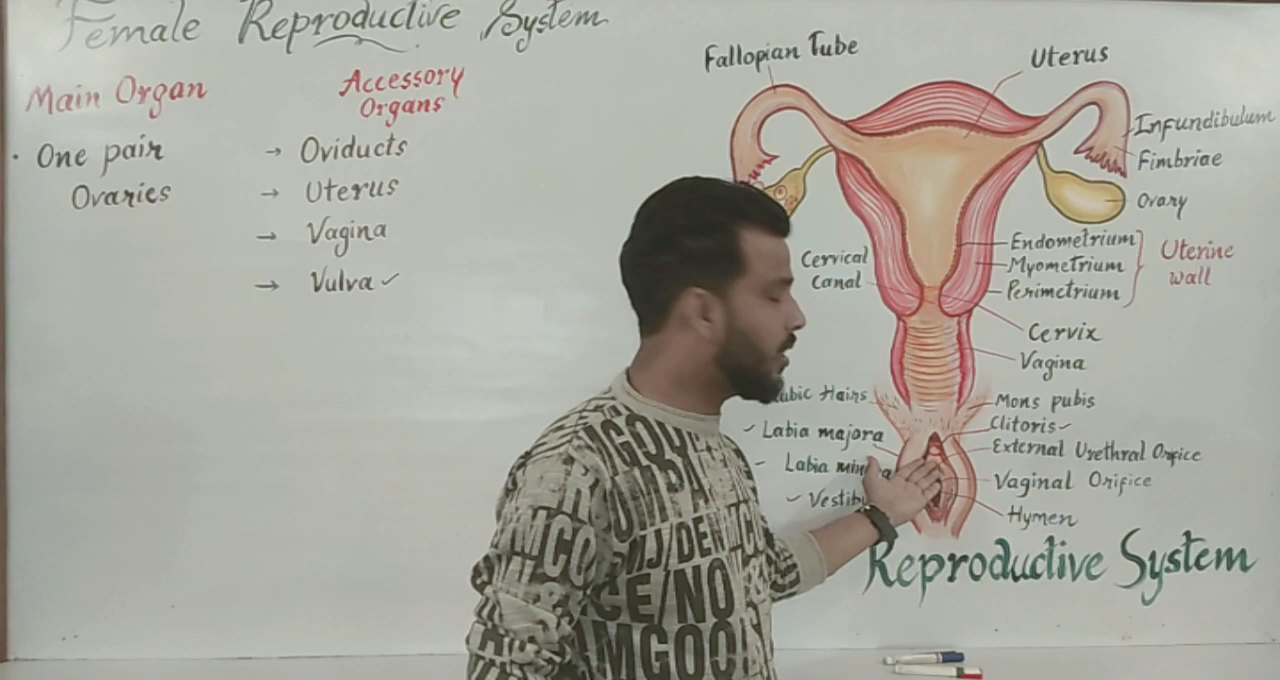 Female Reproductive System
Main Organ
Accessory
Organs
· One pair
Ovaries
→ Oviducts
→ Uterus
→ Vagina
→ Vulva ✓
Fallopian Tube
Uterus
Infundibulum
Fimbriae
Ovary
Cervical
Canal
Endometrium
Myometrium
Perimetrium
Uterine
wall
Cervix
Vagina
Hairs
Labia majora
Labia
Mons pubis
Clitoris
External Urethral Orifice
Vaginal Orifice
Hymen
Reproductive System